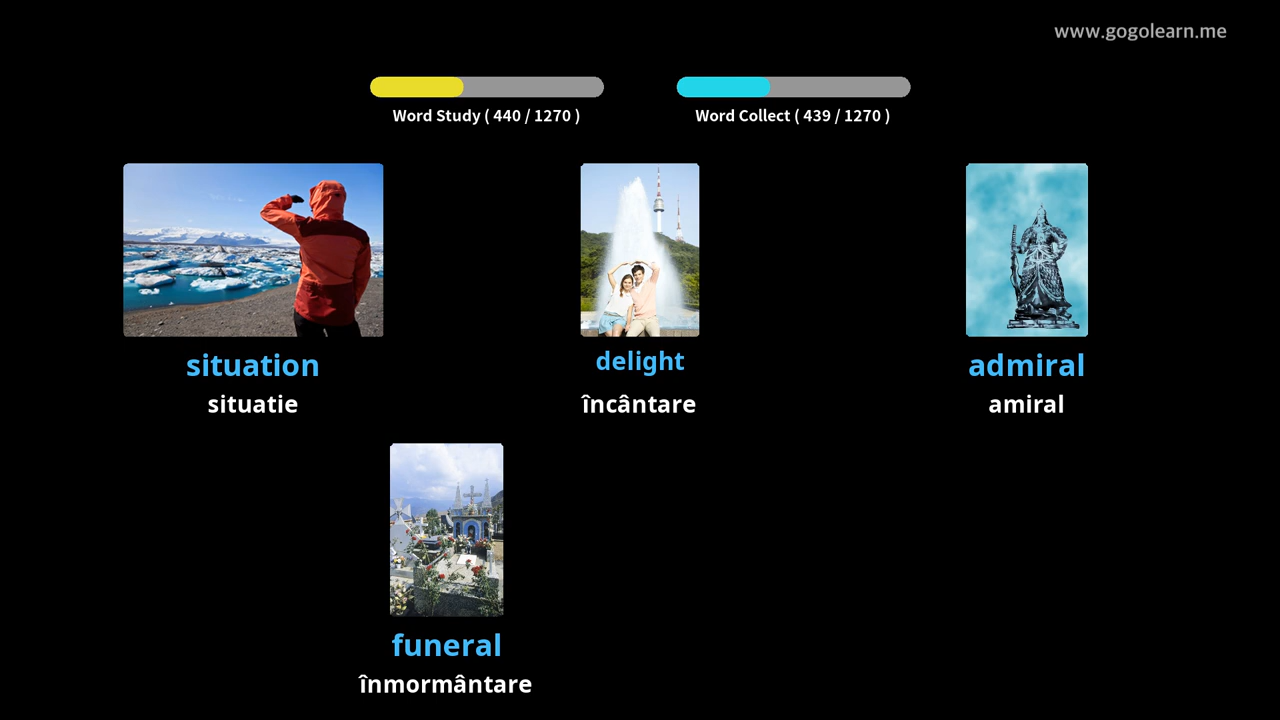 www.gogolearn.me
Word Study ( 440 / 1270 )
Word Collect ( 439 / 1270 )
situation
situatie
delight
încântare
admiral
amiral
funeral
înmormântare